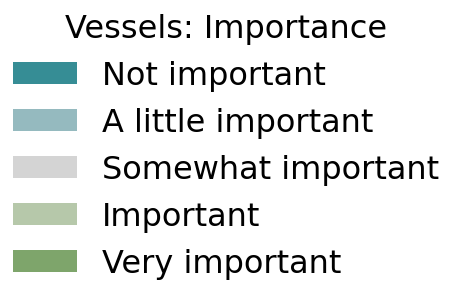 Vessels: Importance
Not important
A little important
Somewhat important
Important
Very important